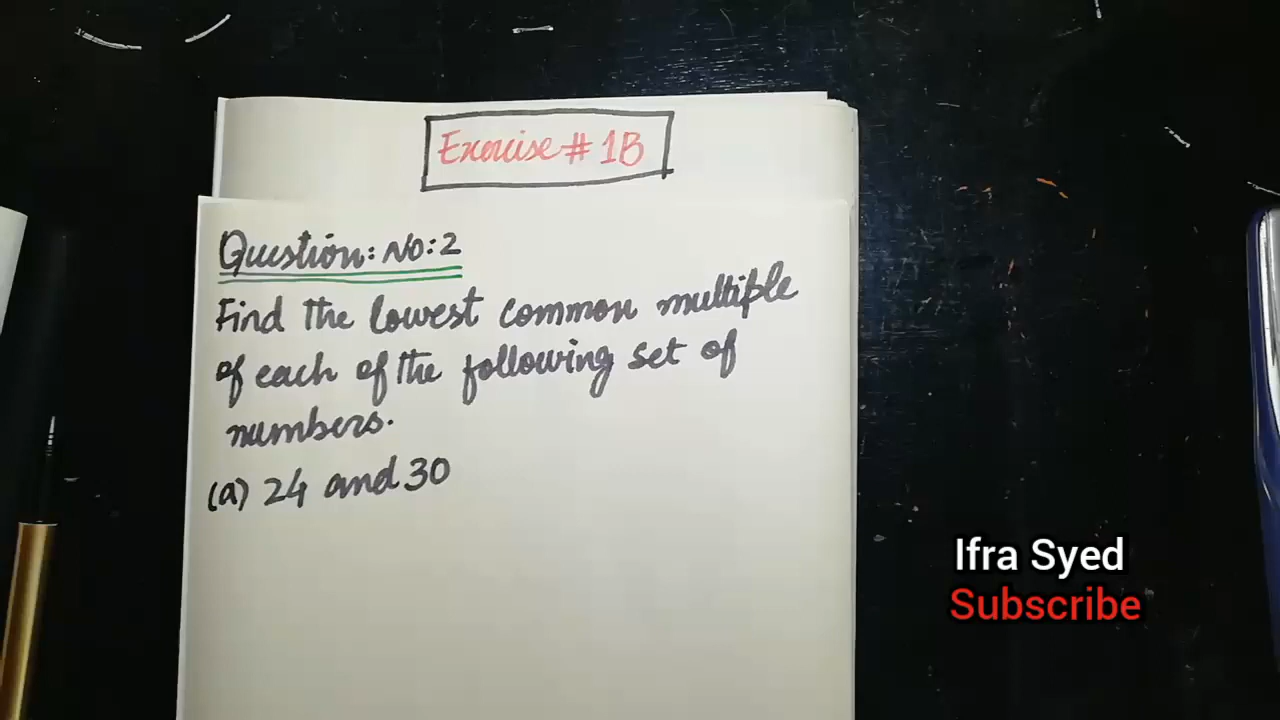 Exercise # 1B
Question: No: 2
Find the lowest common multiple
of each of the following set of
numbers.
(a) 24 and 30
Ifra Syed
Subscribe